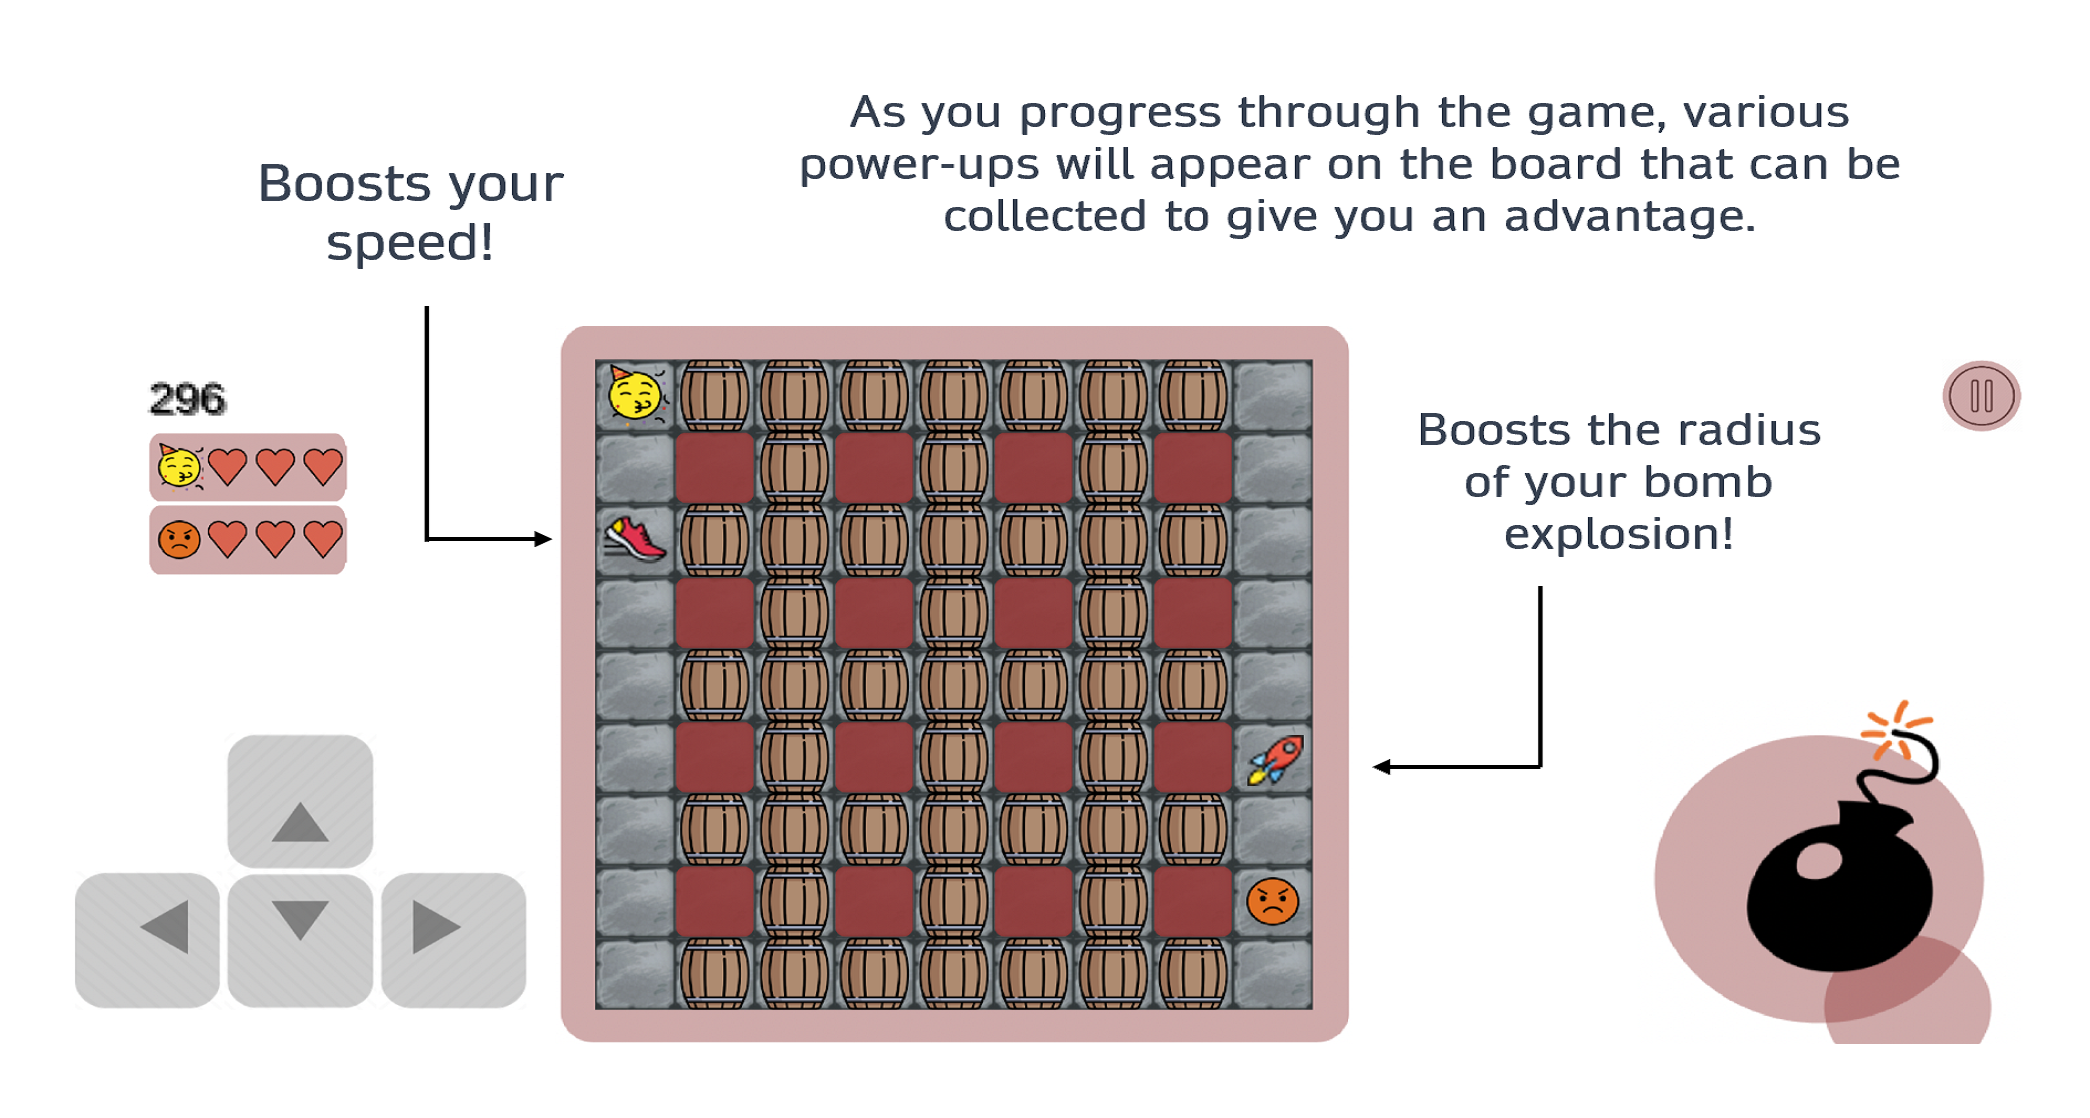 As you progress through the game, various
power-ups will appear on the board that can be
collected to give you an advantage.
Boosts your
speed!
296
Boosts the radius
of your bomb
explosion!